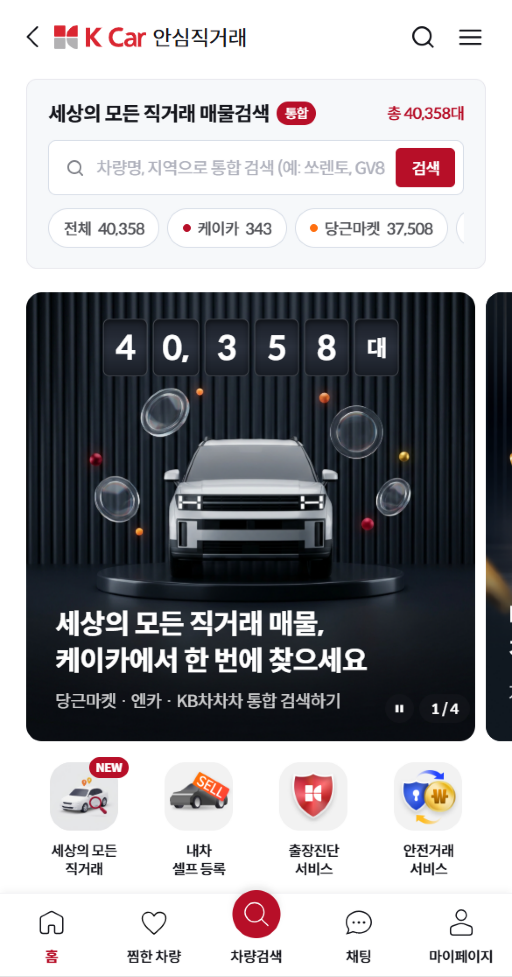 K Car 안심직거래
세상의 모든 직거래 매물검색 통합 총 40,358대
차량명, 지역으로 통합 검색 (예: 쏘렌토, GV8 검색
전체 40,358 케이카 343 당근마켓 37,508
40,358대
세상의 모든 직거래 매물,
케이카에서 한 번에 찾으세요
당근마켓 · 엔카 · KB차차차 통합 검색하기
1/4
NEW
SELL
세상의 모든
직거래
내차
셀프 등록
출장진단
서비스
안전거래
서비스
홈 찜한 차량 차량검색 채팅 마이페이지